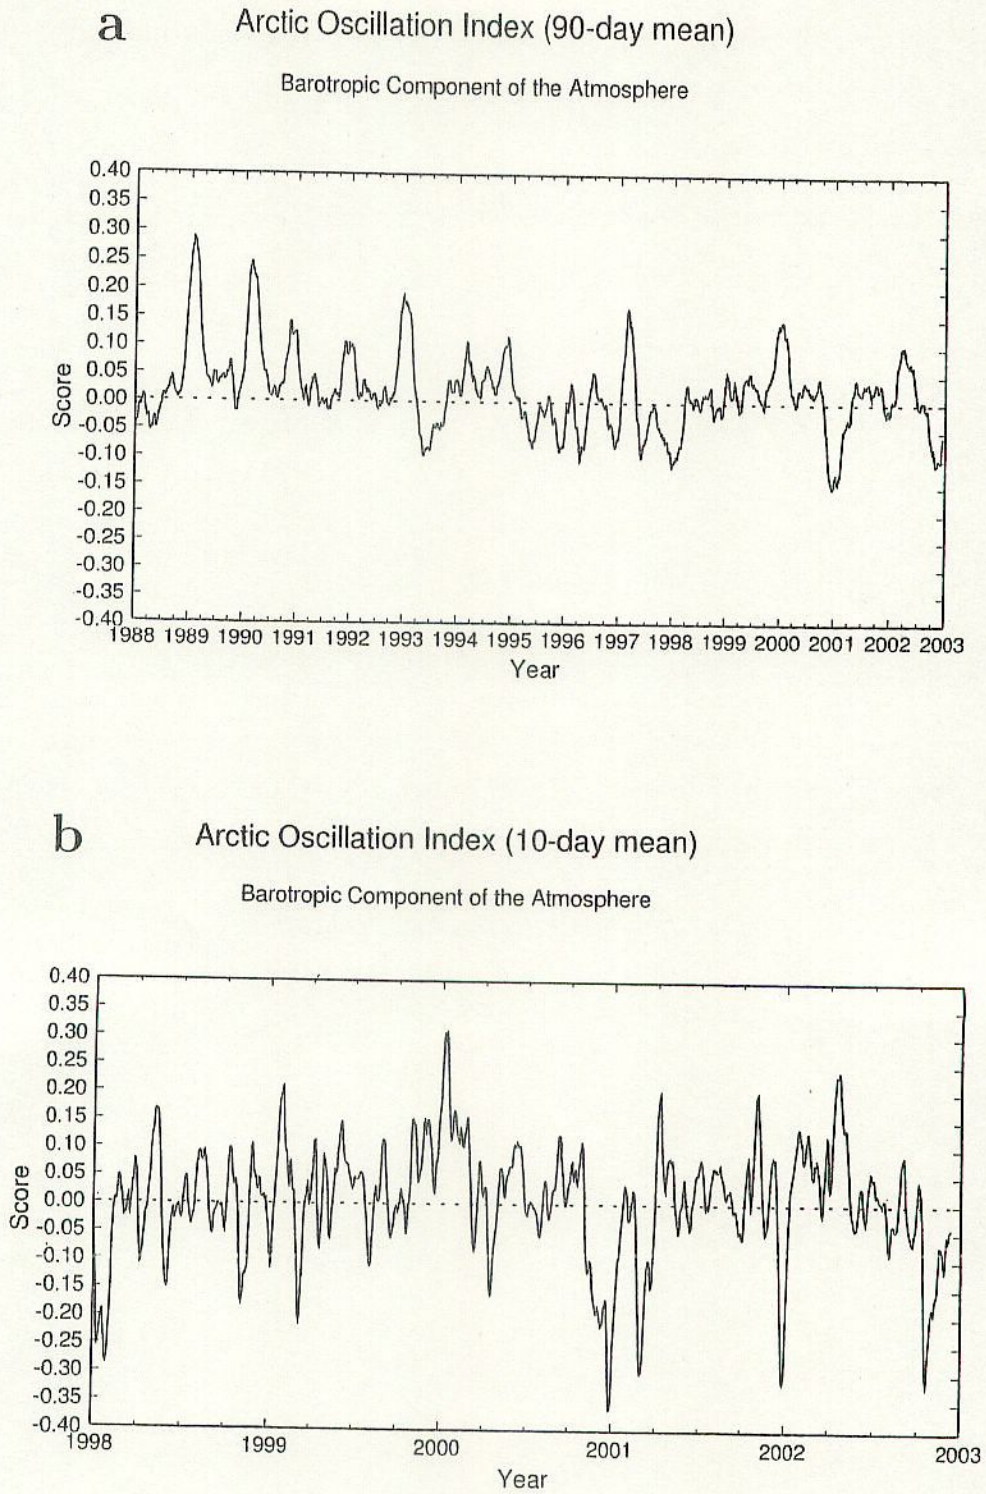 a
Arctic Oscillation Index (90-day mean)
Barotropic Component of the Atmosphere
0.40
0.35
0.30
0.25
0.20
0.15
0.10
0.05
0.00
-0.05
-0.10
-0.15
-0.20
-0.25
-0.30
-0.35
-0.40
Score
1988 1989 1990 1991 1992 1993 1994 1995 1996 1997 1998 1999 2000 2001 2002 2003
Year
b
Arctic Oscillation Index (10-day mean)
Barotropic Component of the Atmosphere
0.40
0.35
0.30
0.25
0.20
0.15
0.10
0.05
0.00
-0.05
-0.10
-0.15
-0.20
-0.25
-0.30
-0.35
-0.40
Score
1998 1999 2000 2001 2002 2003
Year